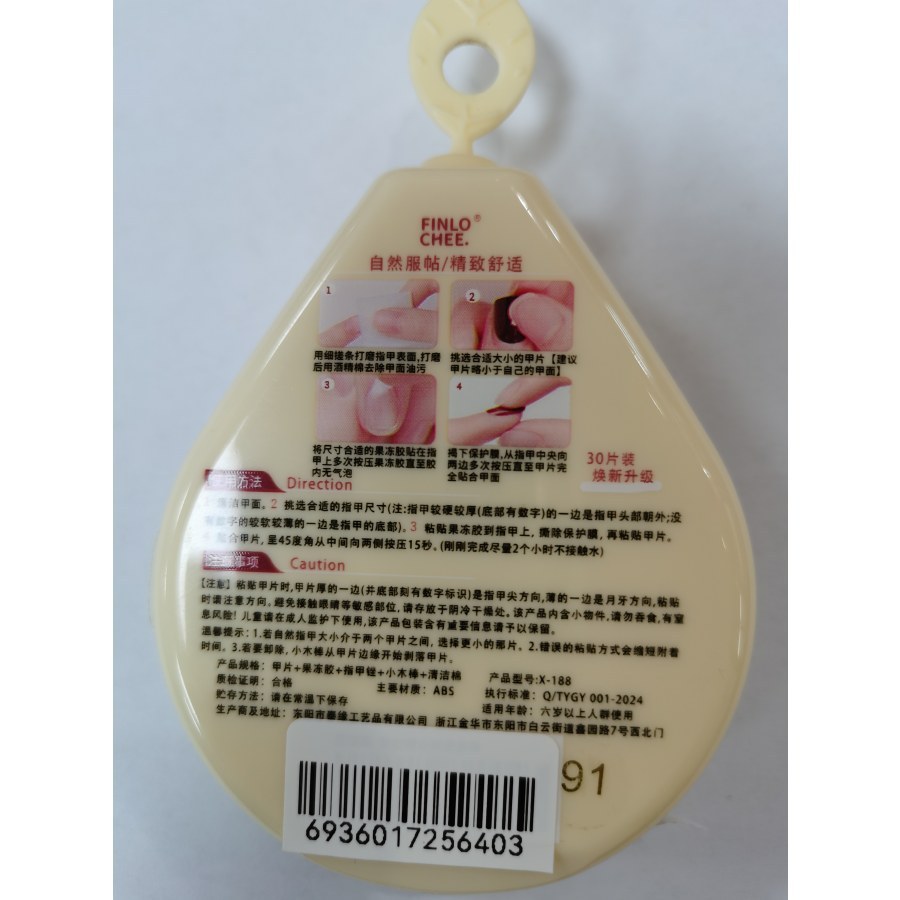 FINLO®
CHEE.
自然服帖/精致舒适
1
2
用细锉条打磨指甲表面,打磨
后用酒精棉去除甲面油污
挑选合适大小的甲片【建议
甲片略小于自己的甲面】
3
4
将尺寸合适的果冻胶贴在指
甲上多次按压果冻胶直至胶
内无气泡
揭下保护膜,从指甲中央向
两边多次按压直至甲片完
全贴合甲面
30片装
焕新升级
用方法 Direction
洁甲面。2 挑选合适的指甲尺寸(注:指甲较硬较厚(底部有数字)的一边是指甲头部朝外;没
有数字的较软较薄的一边是指甲的底部)。3 粘贴果冻胶到指甲上，撕除保护膜，再粘贴甲片。
4 甲片，呈45度角从中间向两侧按压15秒。(刚刚完成尽量2个小时不接触水)
注意事项 Caution
粘贴甲片时,甲片厚的一边(并底部刻有数字标识)是指甲尖方向,薄的一边是月牙方向,粘贴
时请注意方向。避免接触眼睛等敏感部位,请存放于阴冷干燥处,该产品内含小物件,请勿吞食,有窒
息风险!儿童请在成人监护下使用,该产品包装含有重要信息请予以保留。
温馨提示:1.若自然指甲大小介于两个甲片之间，选择更小的那片。2.错误的粘贴方式会缩短附着
时间。3.若要卸除，小木棒从甲片边缘开始剥落甲片。
产品规格： 甲片+果冻胶+指甲锉+小木棒+清洁棉
产品型号:X-188
质检证明：合格
主要材质：ABS
执行标准：Q/TYGY 001-2024
贮存方法：请在常温下保存
适用年龄：六岁以上人群使用
生产商及地址：东阳市 工艺品有限公司 浙江金华市东阳市白云街道鑫园路7号西北门
91
6936017256403